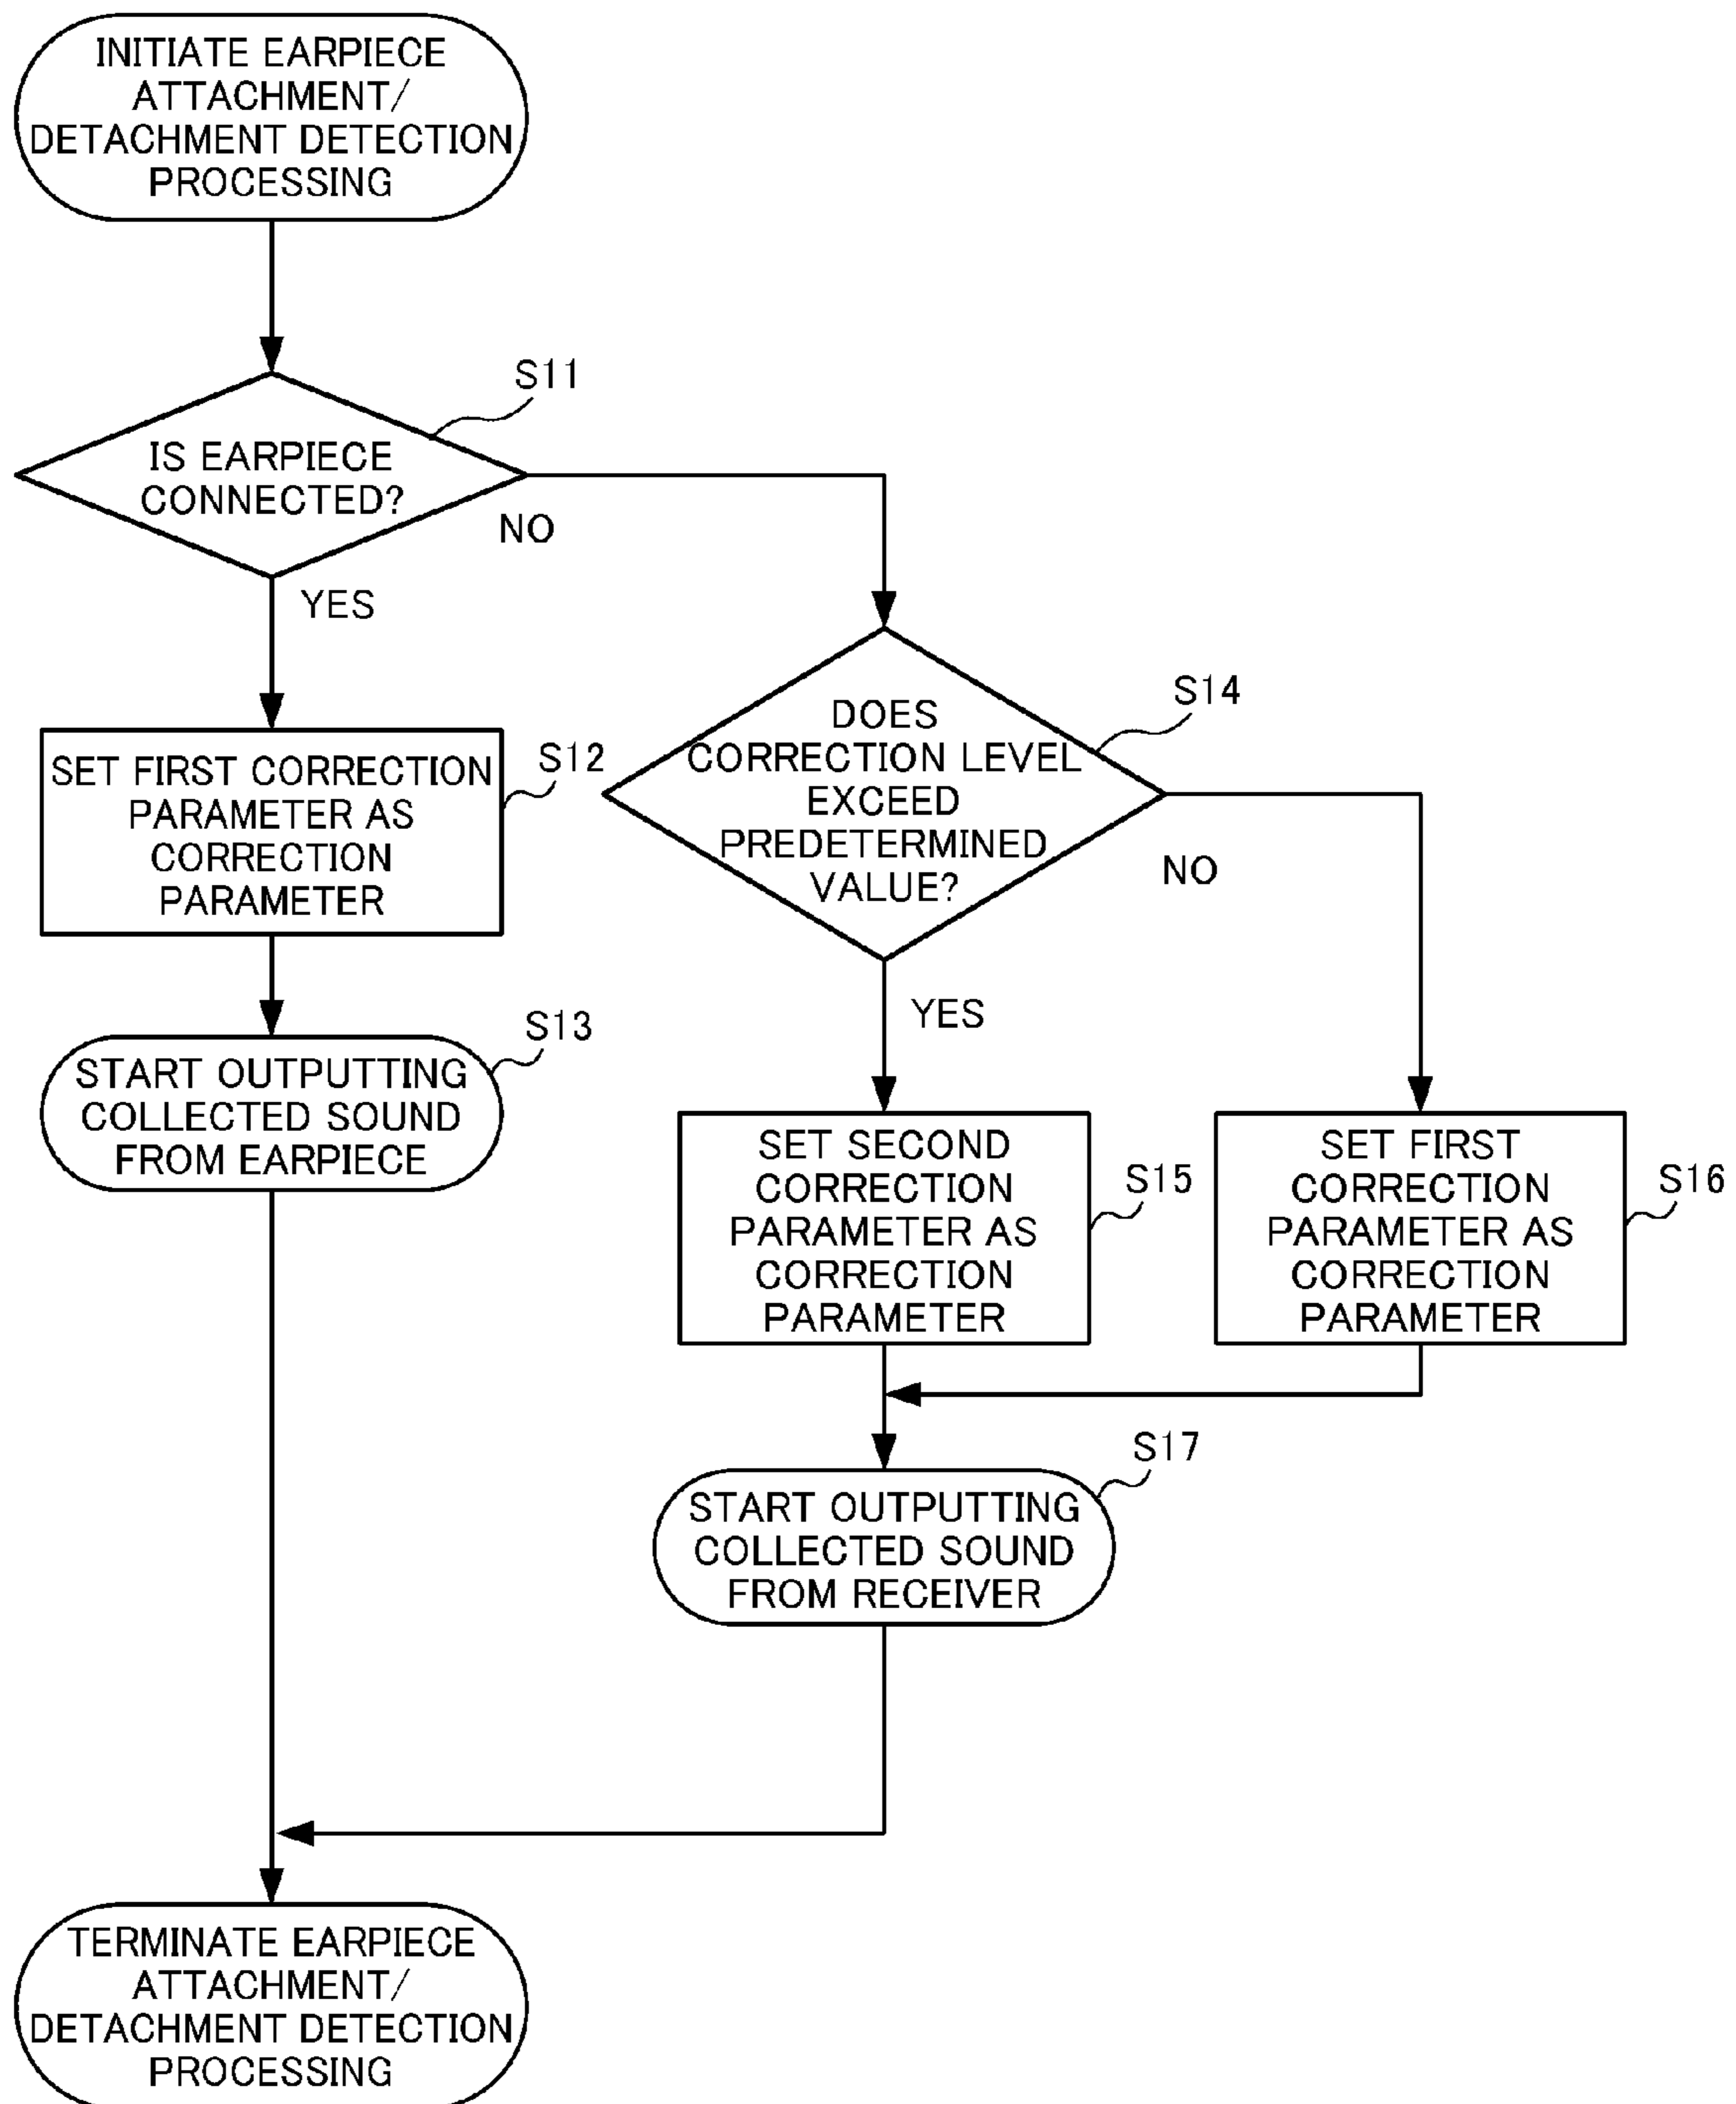 INITIATE EARPIECE
ATTACHMENT/
DETACHMENT DETECTION
PROCESSING
S11
IS EARPIECE
CONNECTED?
NO
YES
S12
SET FIRST CORRECTION
PARAMETER AS
CORRECTION
PARAMETER
S14
DOES
CORRECTION LEVEL
EXCEED
PREDETERMINED
VALUE?
NO
YES
S13
START OUTPUTTING
COLLECTED SOUND
FROM EARPIECE
S15
SET SECOND
CORRECTION
PARAMETER AS
CORRECTION
PARAMETER
S16
SET FIRST
CORRECTION
PARAMETER AS
CORRECTION
PARAMETER
S17
START OUTPUTTING
COLLECTED SOUND
FROM RECEIVER
TERMINATE EARPIECE
ATTACHMENT/
DETACHMENT DETECTION
PROCESSING